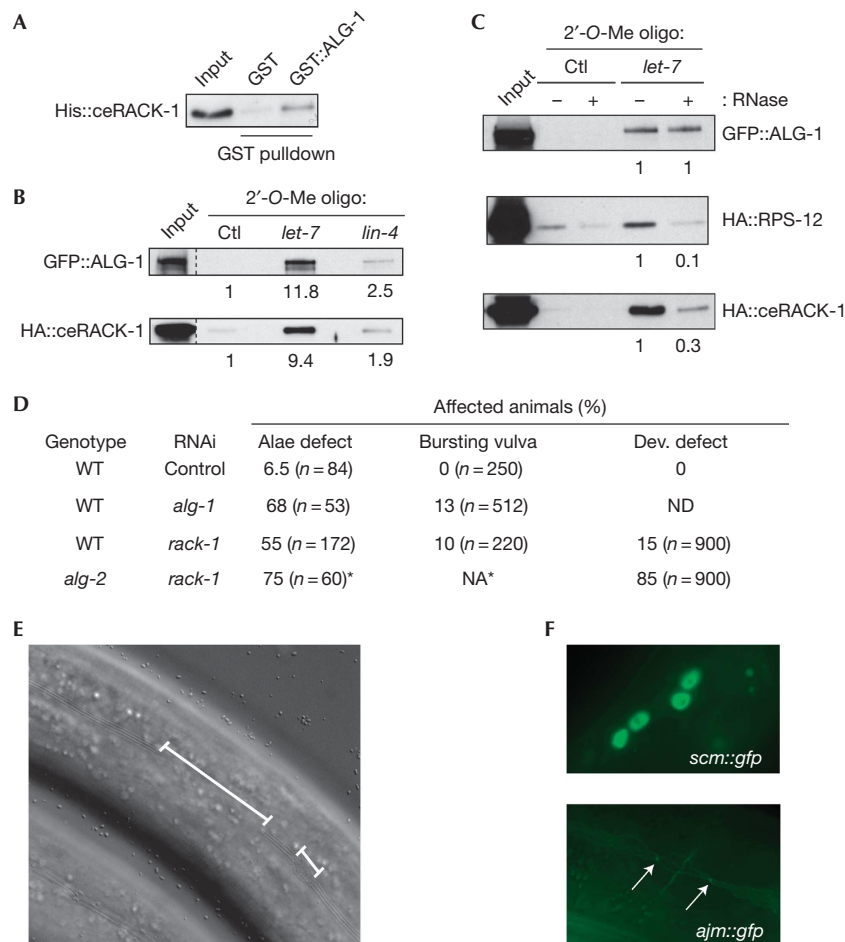 A
Input
GST
GST::ALG-1
His::ceRACK-1
GST pulldown
B
2′-O-Me oligo:
Input
Ctl
let-7
lin-4
GFP::ALG-1
1
11.8
2.5
HA::ceRACK-1
1
9.4
1.9
C
2′-O-Me oligo:
Ctl
let-7
Input
– + – + : RNase
GFP::ALG-1
1 1
HA::RPS-12
1 0.1
HA::ceRACK-1
1 0.3
D
Affected animals (%)
Genotype RNAi Alae defect Bursting vulva Dev. defect
WT Control 6.5 (n = 84) 0 (n = 250) 0
WT alg-1 68 (n = 53) 13 (n = 512) ND
WT rack-1 55 (n = 172) 10 (n = 220) 15 (n = 900)
alg-2 rack-1 75 (n = 60)* NA* 85 (n = 900)
E
F
scm::gfp
ajm::gfp